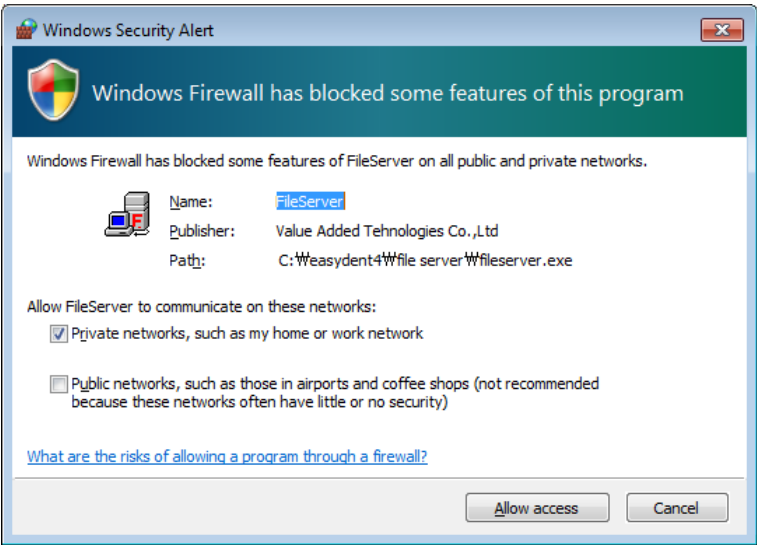 Windows Security Alert
Windows Firewall has blocked some features of this program
Windows Firewall has blocked some features of FileServer on all public and private networks.
Name: FileServer
Publisher: Value Added Tehnologies Co.,Ltd
Path: C:₩easydent4₩file server₩fileserver.exe
Allow FileServer to communicate on these networks:
Private networks, such as my home or work network
Public networks, such as those in airports and coffee shops (not recommended
because these networks often have little or no security)
What are the risks of allowing a program through a firewall?
Allow access Cancel